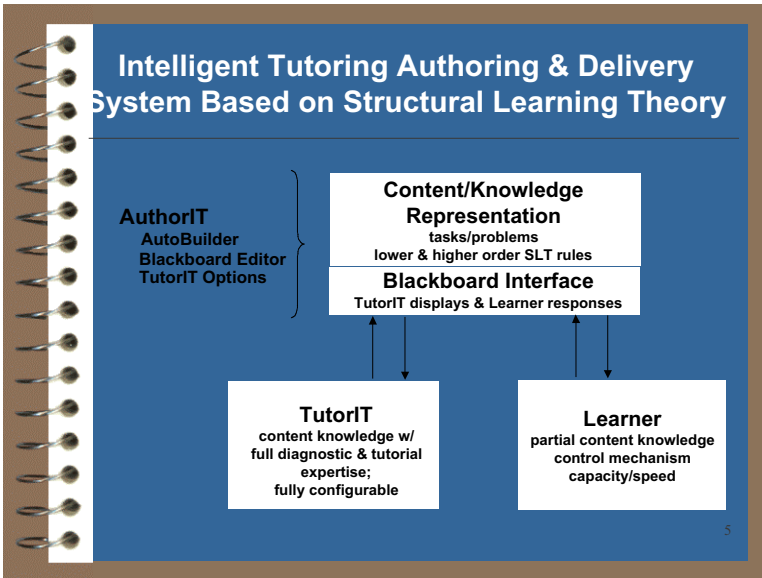 Intelligent Tutoring Authoring & Delivery
System Based on Structural Learning Theory
AuthorIT
AutoBuilder
Blackboard Editor
TutorIT Options
Content/Knowledge
Representation
tasks/problems
lower & higher order SLT rules
Blackboard Interface
TutorIT displays & Learner responses
TutorIT
content knowledge w/
full diagnostic & tutorial
expertise;
fully configurable
Learner
partial content knowledge
control mechanism
capacity/speed
5